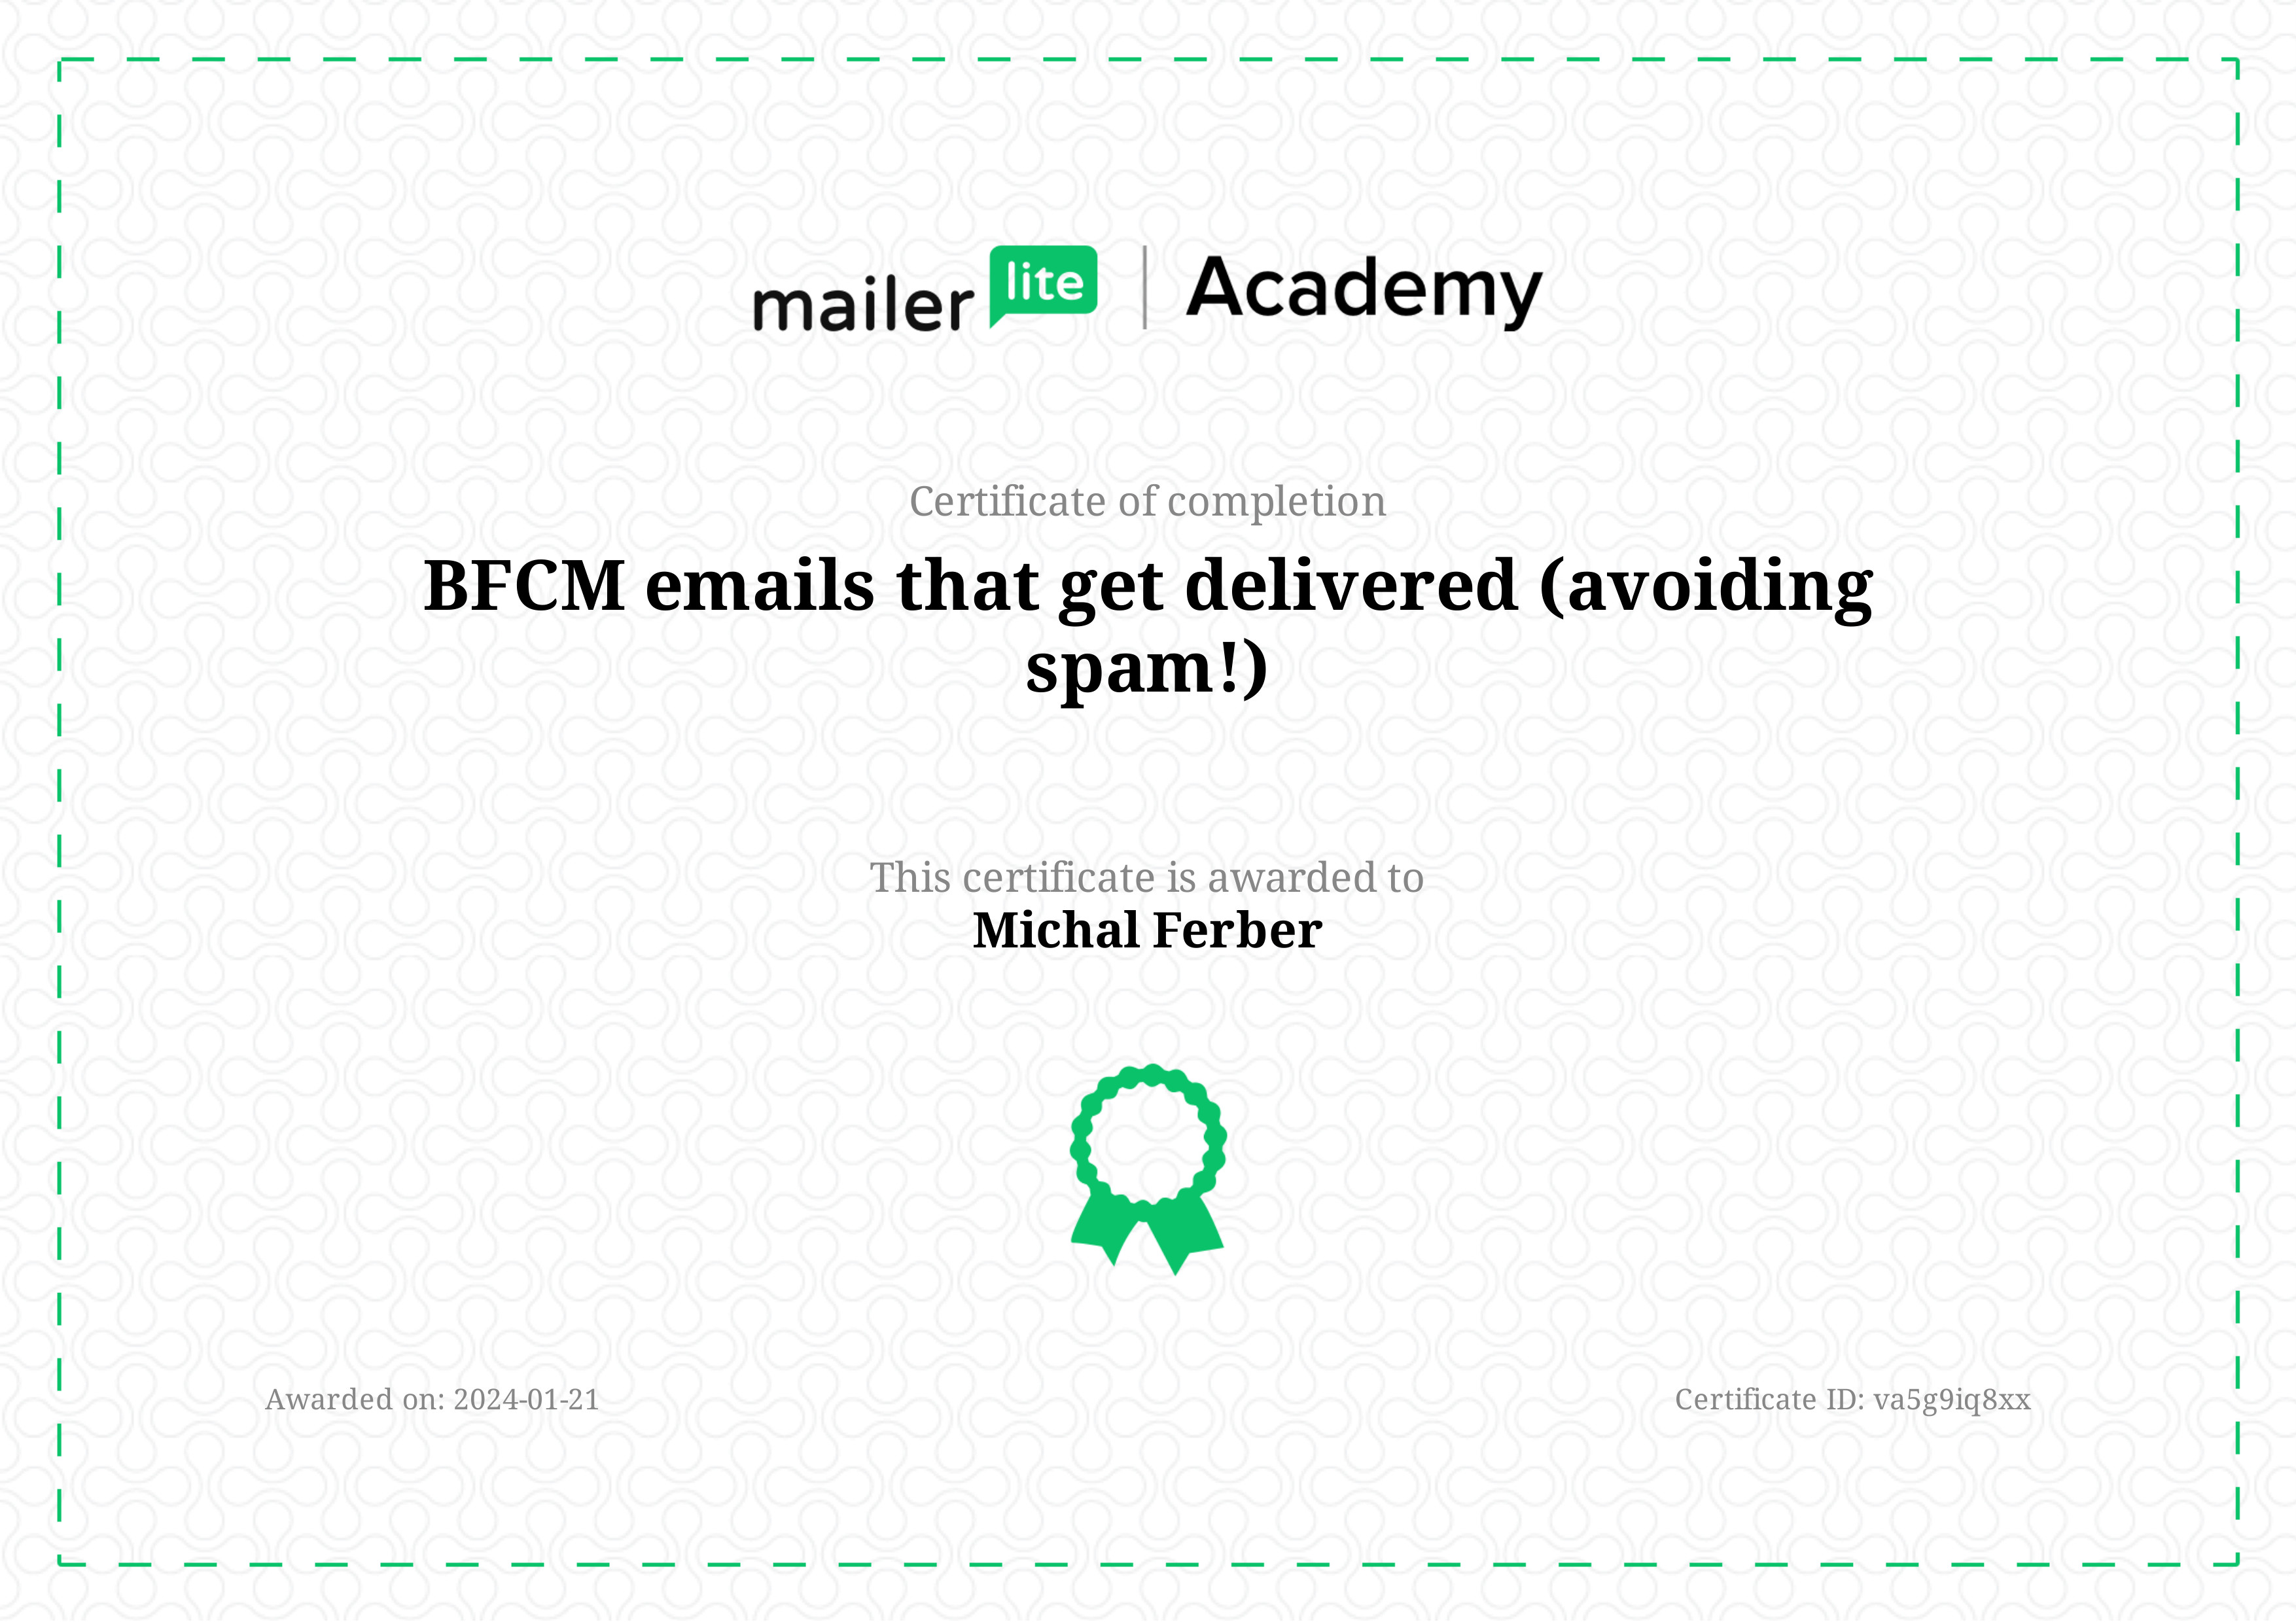 mailer lite | Academy
Certificate of completion
BFCM emails that get delivered (avoiding
spam!)
This certificate is awarded to
Michal Ferber
Awarded on: 2024-01-21
Certificate ID: va5g9iq8xx